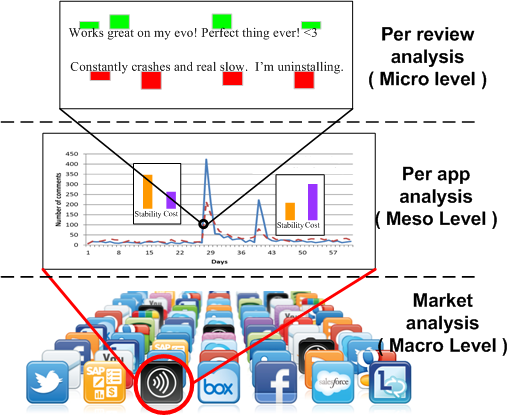 Works great on my evo! Perfect thing ever! <3
Constantly crashes and real slow. I'm uninstalling.
Per review
analysis
( Micro level )
450
400
350
300
250
200
150
100
50
0
Number of comments
1
8
15
22
29
36
43
50
57
Days
Stability Cost
Stability Cost
Per app
analysis
( Meso Level )
Market
analysis
(Macro Level )
You
SAP
SAP
box
f
salesforce